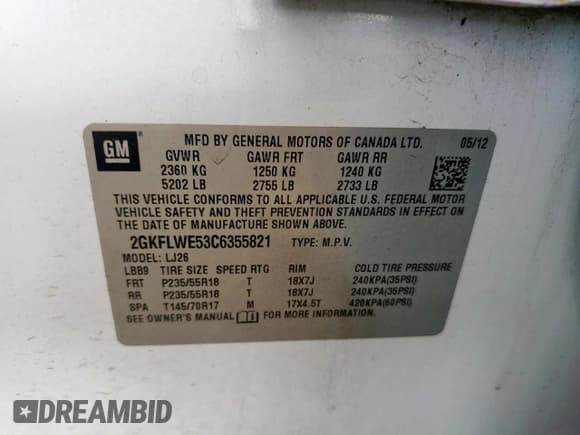 GM ®
MFD BY GENERAL MOTORS OF CANADA LTD. 05/12
GVWR GAWR FRT GAWR RR
2360 KG 1250 KG 1240 KG
5202 LB 2755 LB 2733 LB
THIS VEHICLE CONFORMS TO ALL APPLICABLE U.S. FEDERAL MOTOR
VEHICLE SAFETY AND THEFT PREVENTION STANDARDS IN EFFECT ON
THE DATE OF MANUFACTURE SHOWN ABOVE.
2GKFLWE53C6355821 TYPE: M.P.V.
MODEL: LJ26
LBB9 TIRE SIZE SPEED RTG RIM COLD TIRE PRESSURE
FRT P235/55R18 T 18X7J 240KPA(35PSI)
RR P235/55R18 T 18X7J 240KPA(35PSI)
SPA T145/70R17 M 17X4.5T 420KPA(60PSI)
SEE OWNER'S MANUAL FOR MORE INFORMATION.
DREAMBID